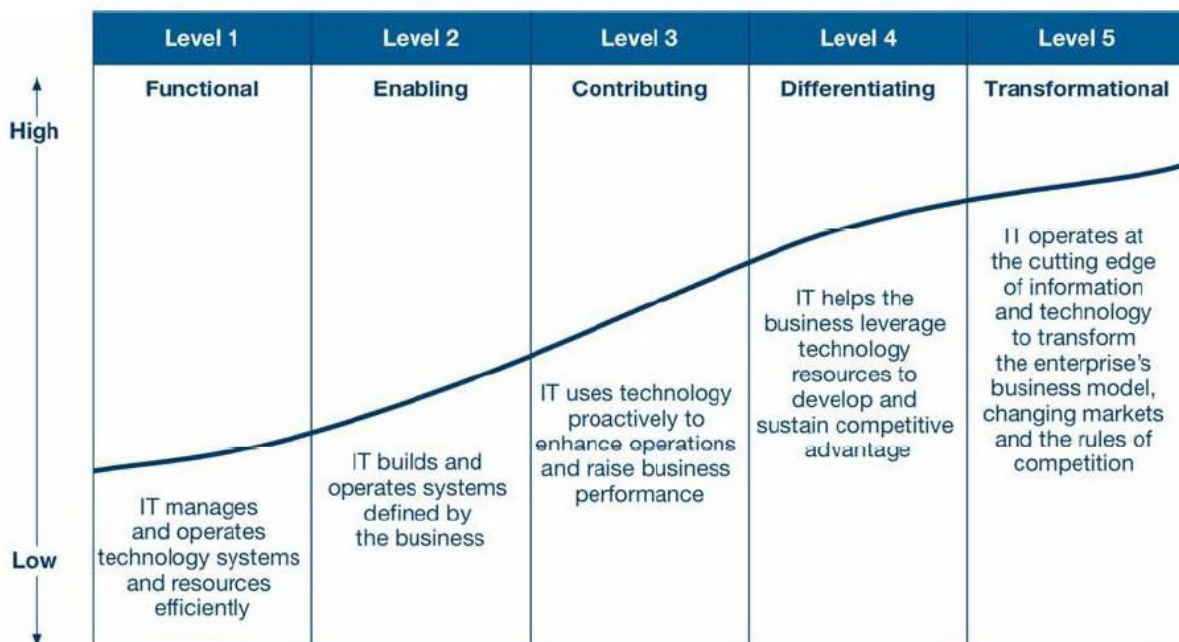 Level 1
Level 2
Level 3
Level 4
Level 5
Functional
Enabling
Contributing
Differentiating
Transformational
High
Low
IT manages
and operates
technology systems
and resources
efficiently
IT builds and
operates systems
defined by
the business
IT uses technology
proactively to
enhance operations
and raise business
performance
IT helps the
business leverage
technology
resources to
develop and
sustain competitive
advantage
IT operates at
the cutting edge
of information
and technology
to transform
the enterprise's
business model,
changing markets
and the rules of
competition